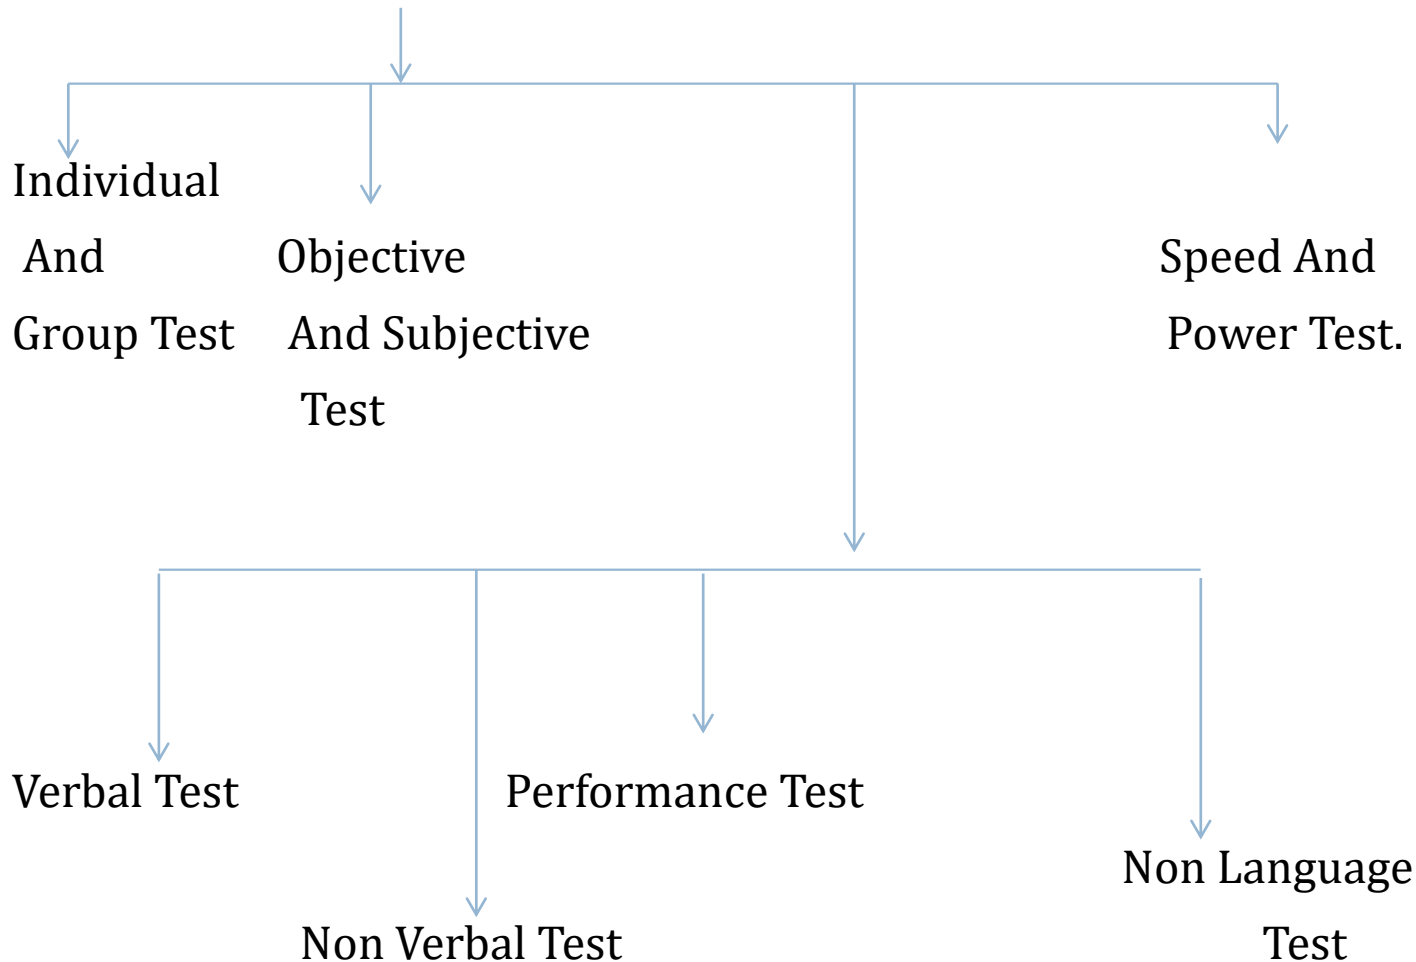 Individual
And
Group Test
Objective
And Subjective
Test
Speed And
Power Test.
Verbal Test
Non Verbal Test
Performance Test
Non Language
Test